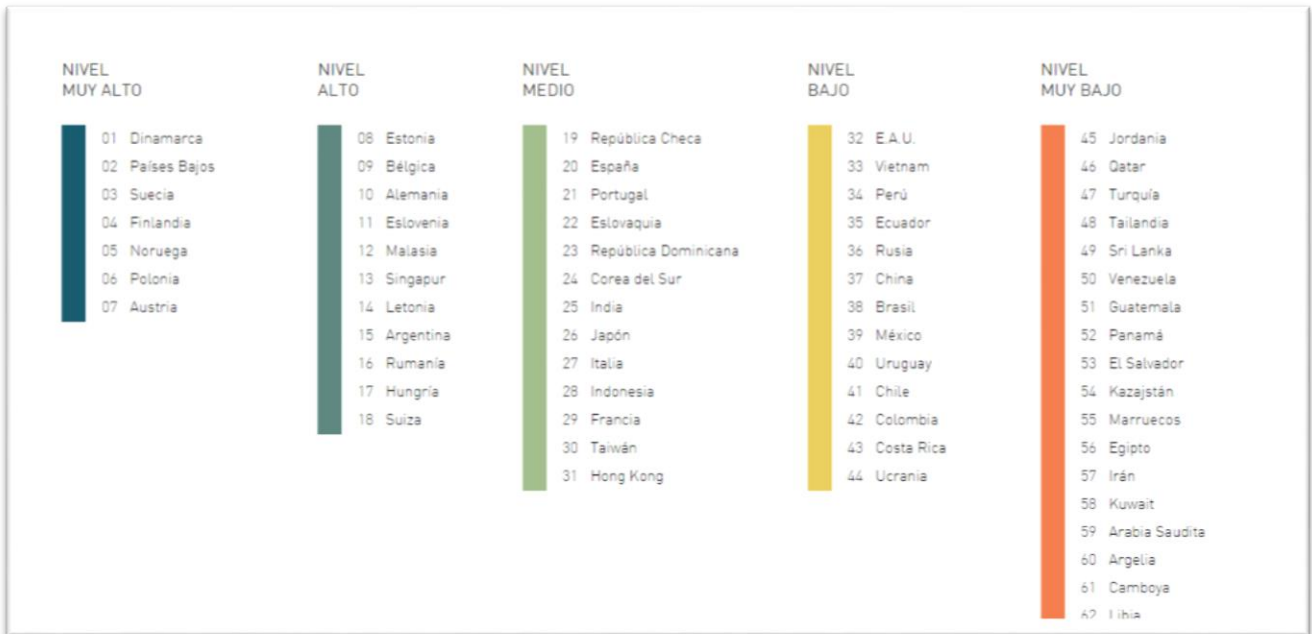 NIVEL
MUY ALTO
01 Dinamarca
02 Países Bajos
03 Suecia
04 Finlandia
05 Noruega
06 Polonia
07 Austria
NIVEL
ALTO
08 Estonia
09 Bélgica
10 Alemania
11 Eslovenia
12 Malasia
13 Singapur
14 Letonia
15 Argentina
16 Rumanía
17 Hungría
18 Suiza
NIVEL
MEDIO
19 República Checa
20 España
21 Portugal
22 Eslovaquia
23 República Dominicana
24 Corea del Sur
25 India
26 Japón
27 Italia
28 Indonesia
29 Francia
30 Taiwán
31 Hong Kong
NIVEL
BAJO
32 E.A.U.
33 Vietnam
34 Perú
35 Ecuador
36 Rusia
37 China
38 Brasil
39 México
40 Uruguay
41 Chile
42 Colombia
43 Costa Rica
44 Ucrania
NIVEL
MUY BAJO
45 Jordania
46 Qatar
47 Turquía
48 Tailandia
49 Sri Lanka
50 Venezuela
51 Guatemala
52 Panamá
53 El Salvador
54 Kazajstán
55 Marruecos
56 Egipto
57 Irán
58 Kuwait
59 Arabia Saudita
60 Argelia
61 Camboya
62 Libia